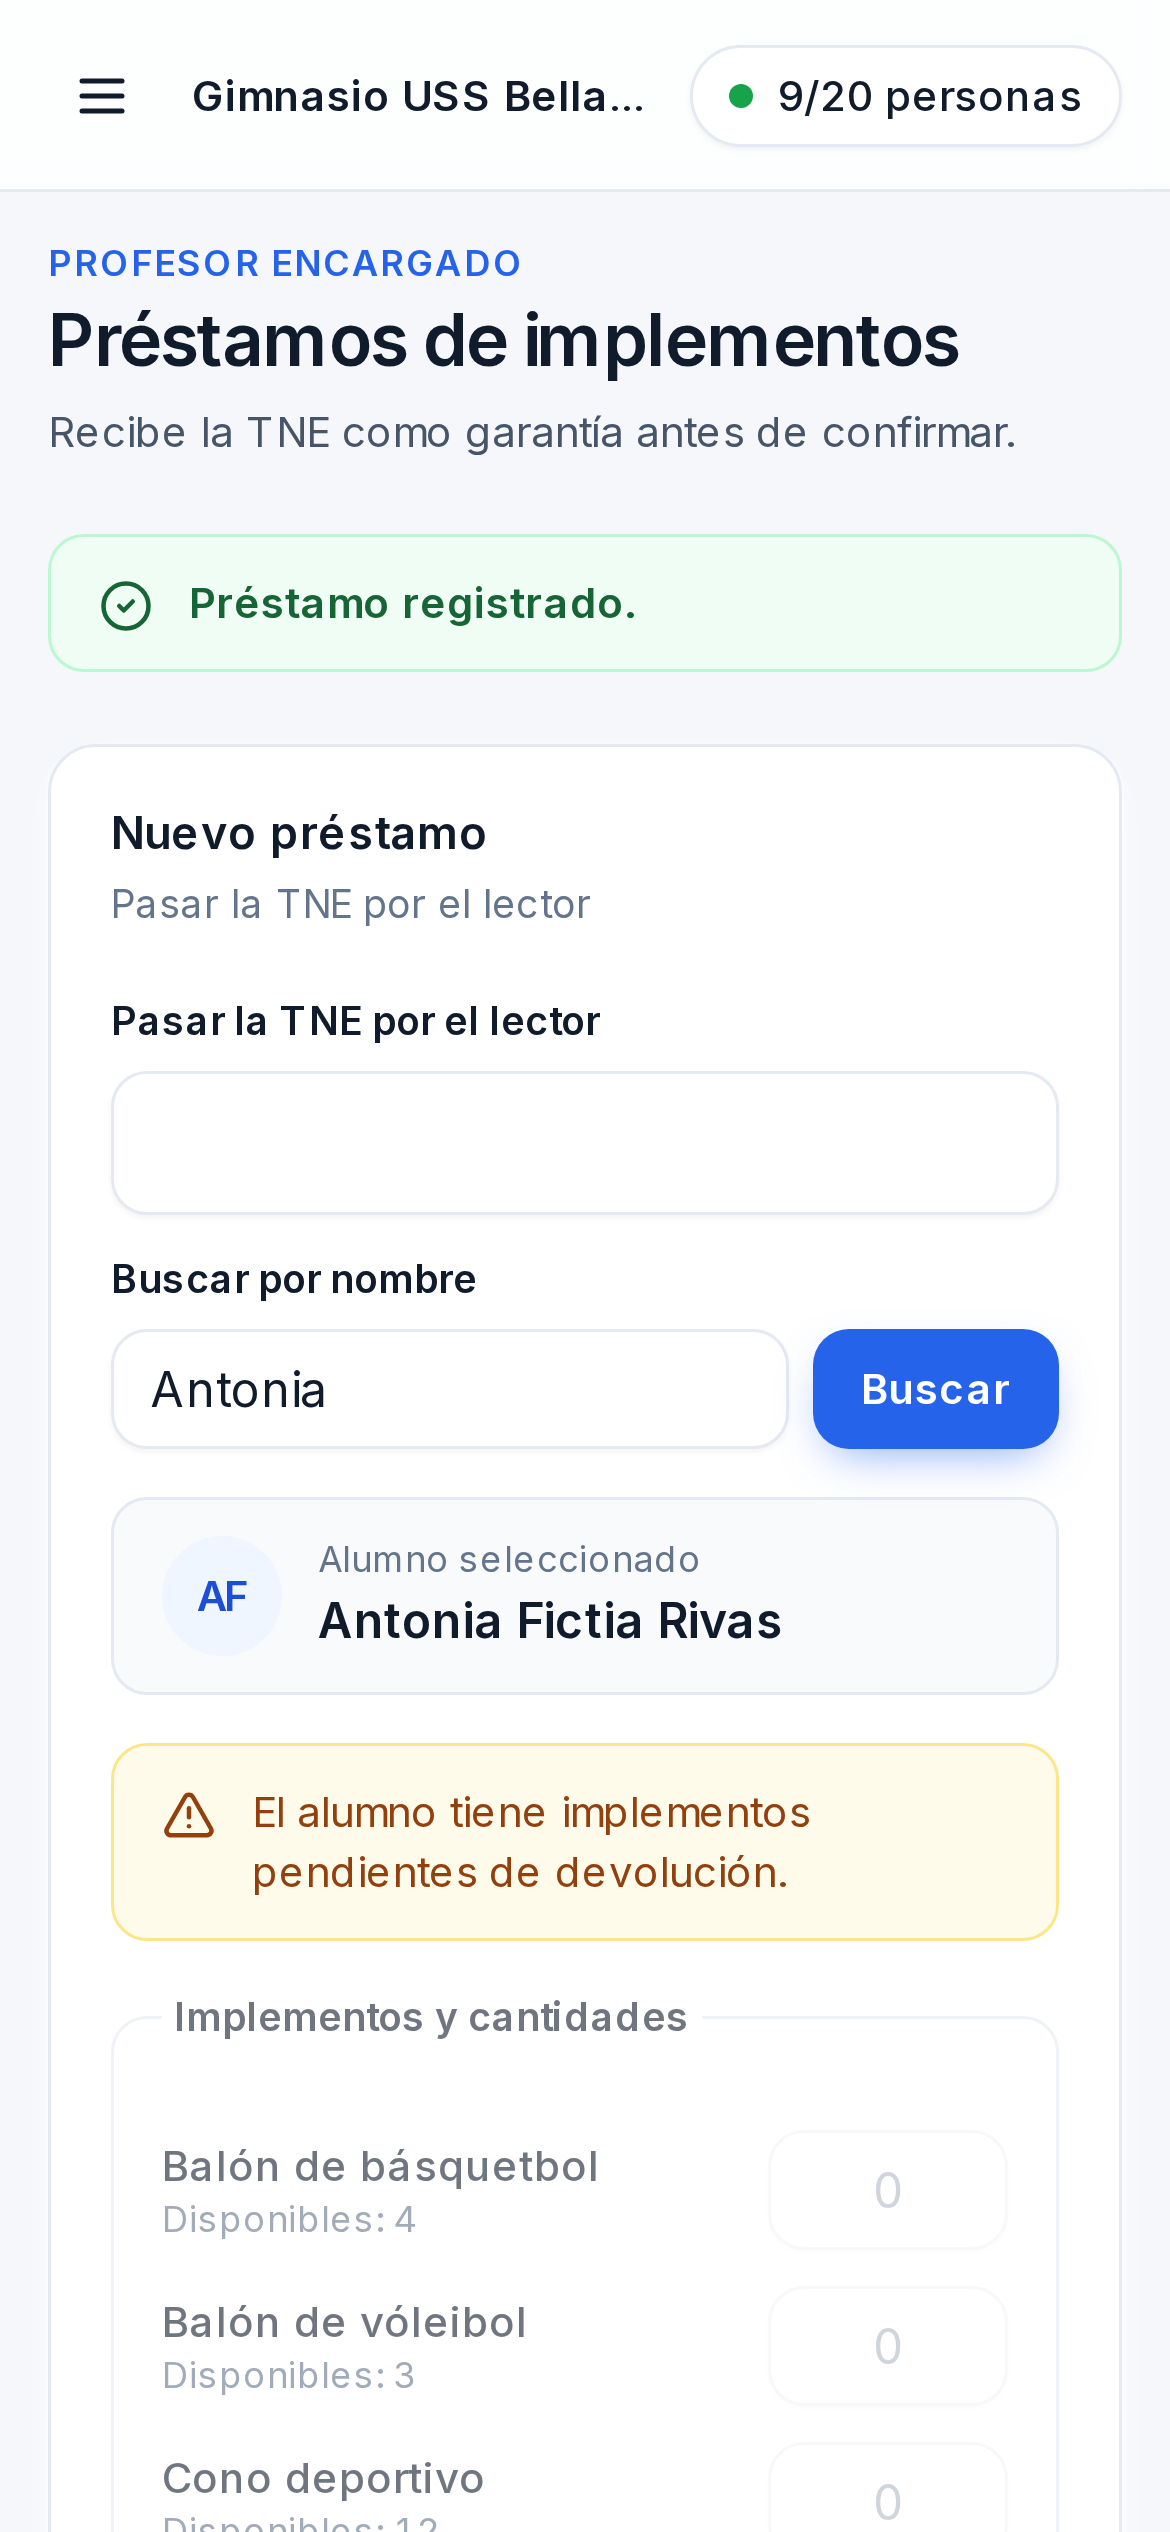 Gimnasio USS Bella...
9/20 personas
PROFESOR ENCARGADO
Préstamos de implementos
Recibe la TNE como garantía antes de confirmar.
Préstamo registrado.
Nuevo préstamo
Pasar la TNE por el lector
Pasar la TNE por el lector
Buscar por nombre
Antonia
Buscar
AF
Alumno seleccionado
Antonia Fictia Rivas
El alumno tiene implementos
pendientes de devolución.
Implementos y cantidades
Balón de básquetbol
0
Disponibles: 4
Balón de vóleibol
0
Disponibles: 3
Cono deportivo
0
Disponibles: 12